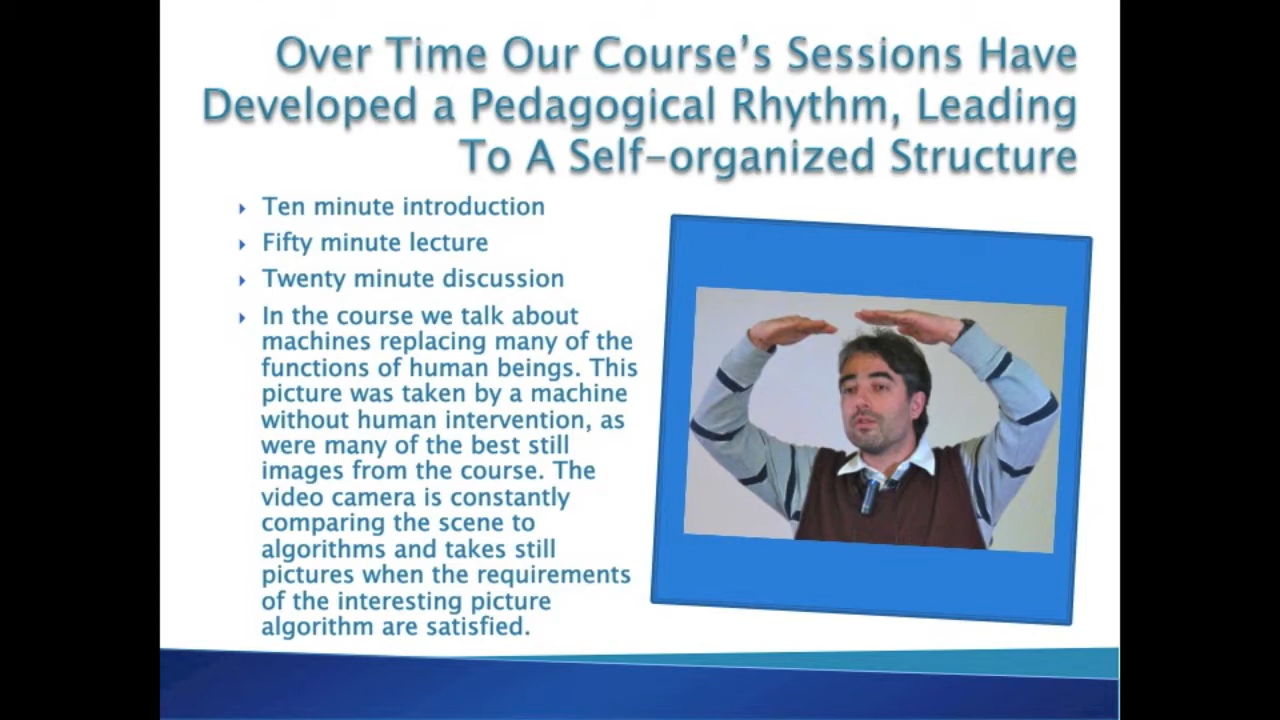 Over Time Our Course’s Sessions Have
Developed a Pedagogical Rhythm, Leading
To A Self-organized Structure
Ten minute introduction
Fifty minute lecture
Twenty minute discussion
In the course we talk about
machines replacing many of the
functions of human beings. This
picture was taken by a machine
without human intervention, as
were many of the best still
images from the course. The
video camera is constantly
comparing the scene to
algorithms and takes still
pictures when the requirements
of the interesting picture
algorithm are satisfied.